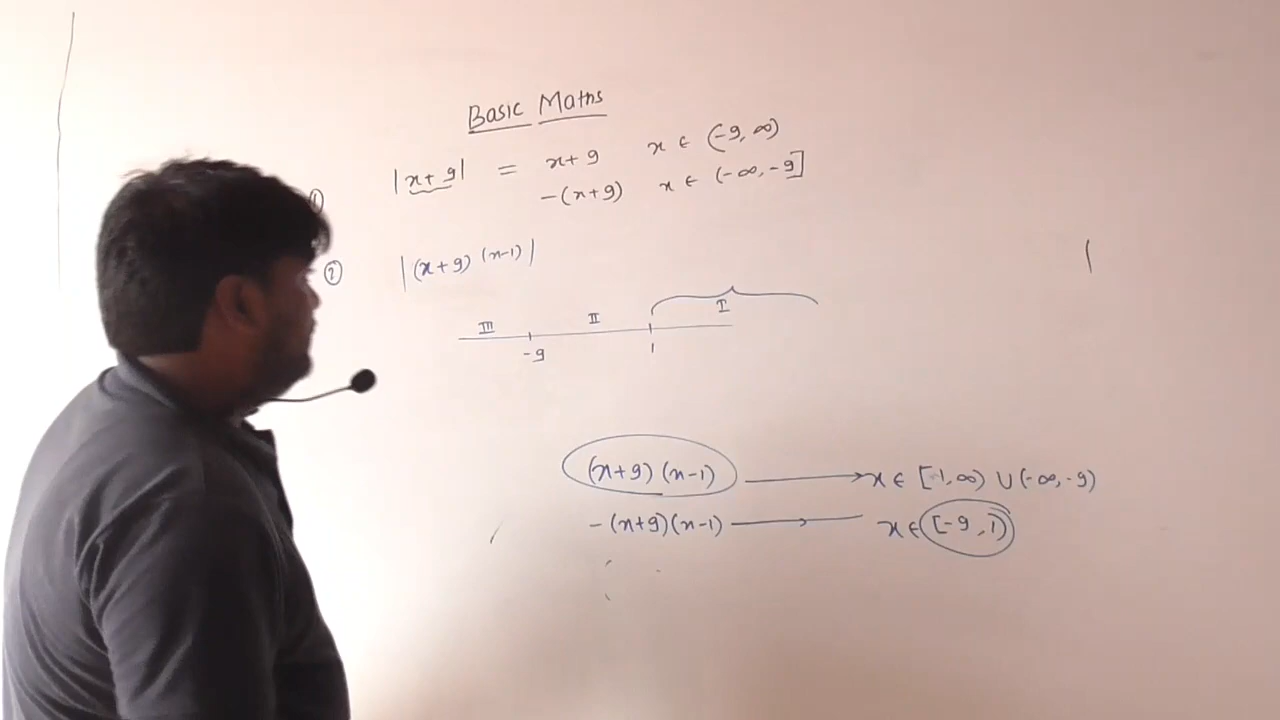 Basic Maths
① |x+9| = x+9 x ∈ (-9, ∞)
-(x+9) x ∈ (-∞, -9]
② |(x+9) (x-1)|
III II I
-9 1
(x+9) (x-1) → x ∈ [-1, ∞) ∪ (-∞, -9)
-(x+9)(x-1) → x ∈ [-9, 1)